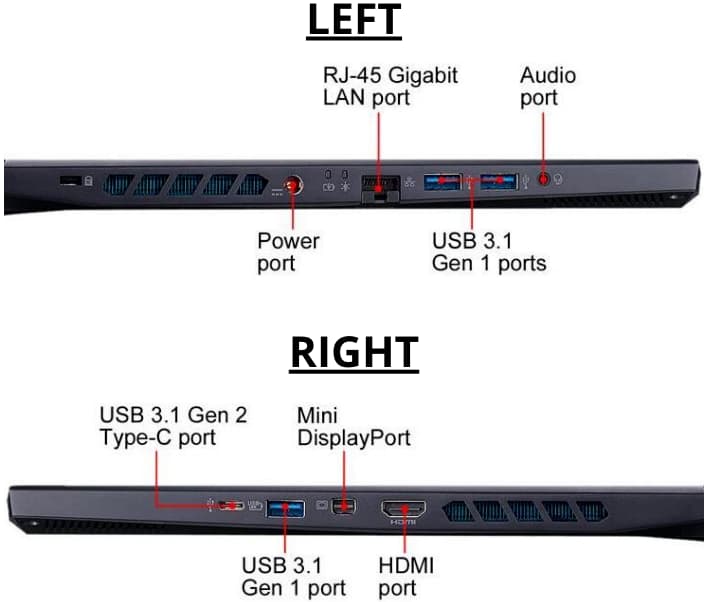 LEFT
RJ-45 Gigabit
LAN port
Audio
port
Power
port
USB 3.1
Gen 1 ports
RIGHT
USB 3.1 Gen 2
Type-C port
Mini
DisplayPort
HDMI
USB 3.1
Gen 1 port
HDMI
port